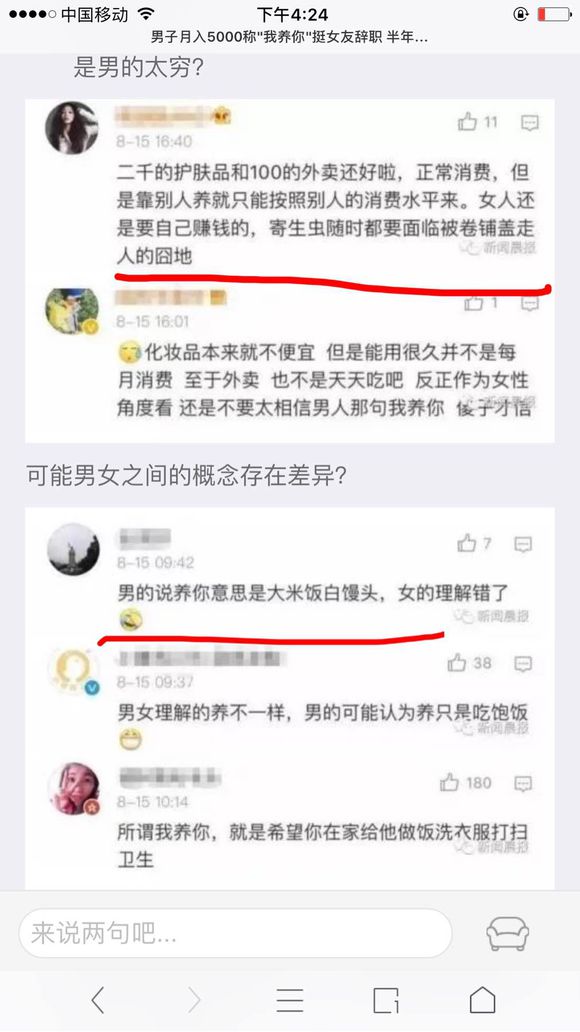 中国移动
下午4:24
男子月入5000称"我养你"挺女友辞职 半年...
是男的太穷?
8-15 16:40
11
二千的护肤品和100的外卖还好啦，正常消费，但
是靠别人养就只能按照别人的消费水平来。女人还
是要自己赚钱的，寄生虫随时都要面临被卷铺盖走
人的囧地
新闻晨报
8-15 16:01
1
化妆品本来就不便宜 但是能用很久并不是每
月消费 至于外卖 也不是天天吃吧 反正作为女性
角度看 还是不要太相信男人那句我养你 傻子才信
新闻晨报
可能男女之间的概念存在差异?
8-15 09:42
7
男的说养你意思是大米饭白馒头，女的理解错了
新闻晨报
8-15 09:37
38
男女理解的养不一样，男的可能认为养只是吃饱饭
新闻晨报
8-15 10:14
180
所谓我养你，就是希望你在家给他做饭洗衣服打扫
卫生
新闻晨报
来说两句吧...
1